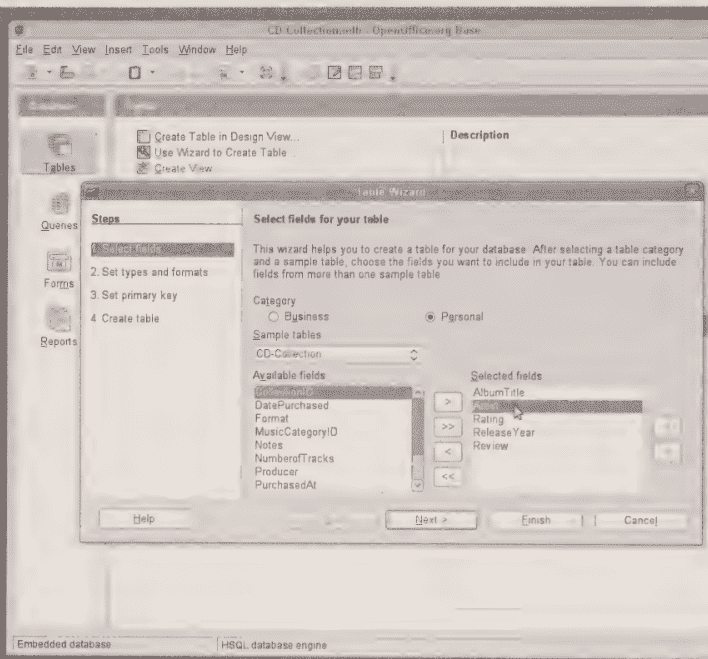 CD Collection.odb - OpenOffice.org Base
File Edit View Insert Tools Window Help
Create Table in Design View...
Use Wizard to Create Table...
Create View
Description
Tables
Queries
Forms
Reports
Table Wizard
Steps
1. Select fields
2. Set types and formats
3. Set primary key
4. Create table
Select fields for your table
This wizard helps you to create a table for your database. After selecting a table category
and a sample table, choose the fields you want to include in your table. You can include
fields from more than one sample table
Category
Business
Personal
Sample tables
CD-Collection
Available fields
CollectionID
DatePurchased
Format
MusicCategoryID
Notes
NumberofTracks
Producer
PurchasedAt
>
>>
<
<<
Selected fields
AlbumTitle
Rating
ReleaseYear
Review
Help
Next >
Finish
Cancel
Embedded database
HSQL database engine